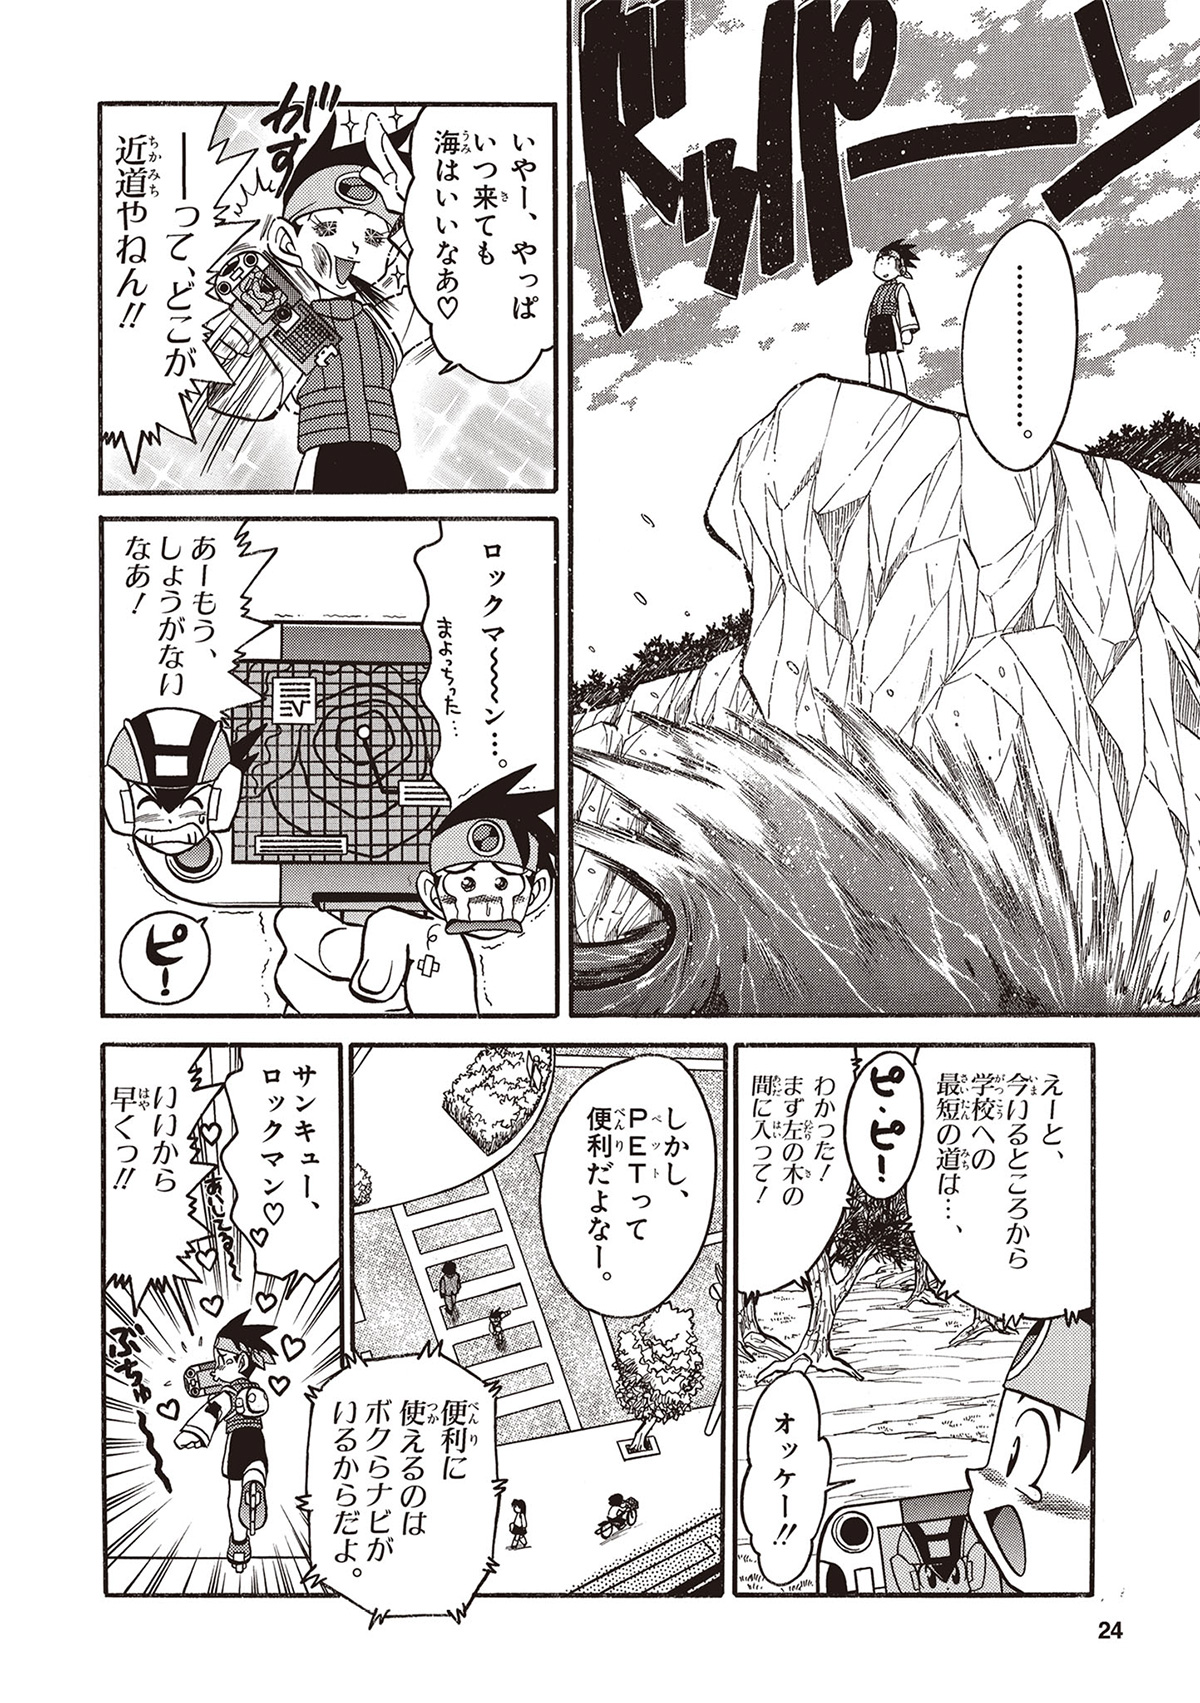 ドッパーン
…………。
いやー、やっぱ
いつ来ても
海はいいなあ♡
がすっ
――って、どこが
近道やねん!!
ロックマ〜〜〜ン…。
まよっちった…
あーもう、
しょうがない
なあ!
ピー!
えーと、
今いるところから
学校への
最短の道は…、
ピ・ピー!
わかった!
まず左の木の
間に入って!
オッケー!!
しかし、
PETって
便利だよなー。
便利に
使えるのは
ボクらナビが
いるからだよ。
サンキュー、
ロックマン♡
あいしてるっ
いいから
早くっ!!
ぶちゅー
24